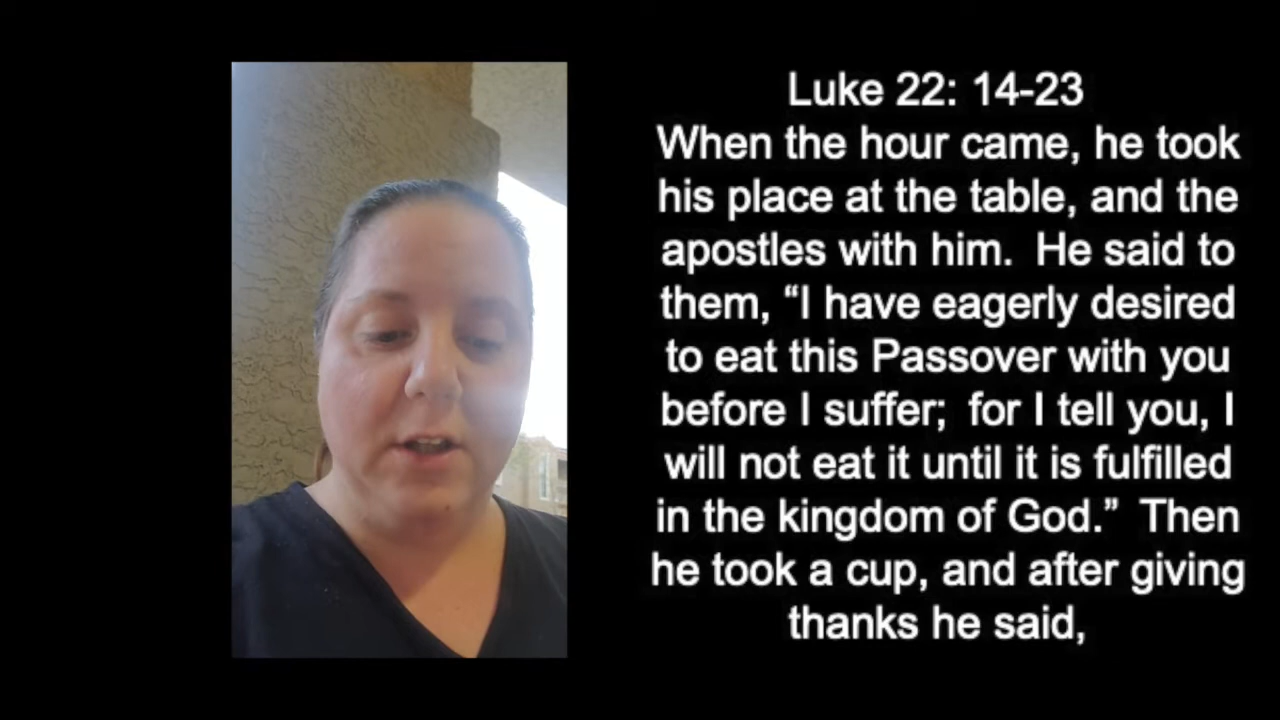 Luke 22: 14-23
When the hour came, he took
his place at the table, and the
apostles with him.  He said to
them, “I have eagerly desired
to eat this Passover with you
before I suffer;  for I tell you, I
will not eat it until it is fulfilled
in the kingdom of God.”  Then
he took a cup, and after giving
thanks he said,